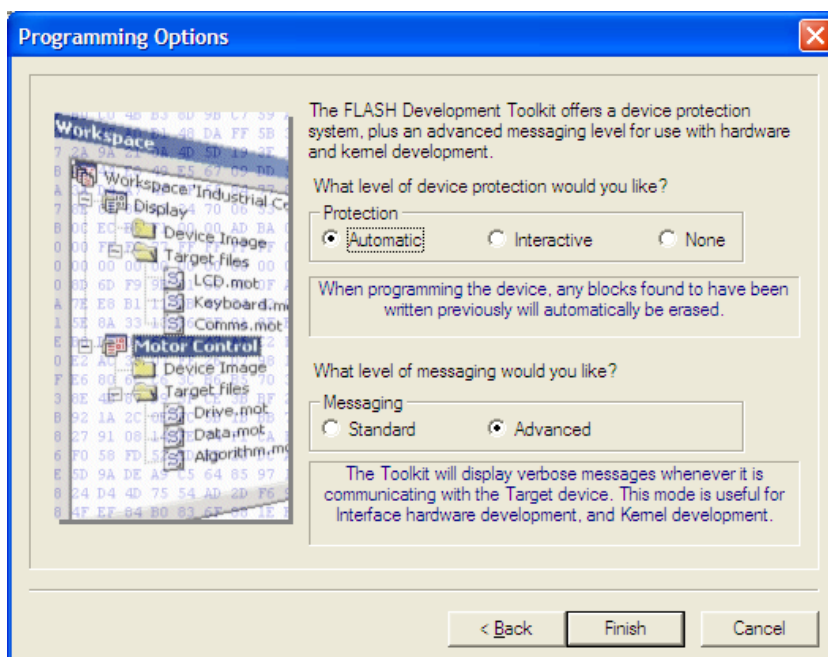 Programming Options
Workspace
Workspace 'Industrial Co
Display
Device Image
Target files
LCD.mot
Keyboard.m
Comms.mot
Motor Control
Device Image
Target files
Drive.mot
Data.mot
Algorithm.m
The FLASH Development Toolkit offers a device protection
system, plus an advanced messaging level for use with hardware
and kernel development.
What level of device protection would you like?
Protection
Automatic Interactive None
When programming the device, any blocks found to have been
written previously will automatically be erased.
What level of messaging would you like?
Messaging
Standard Advanced
The Toolkit will display verbose messages whenever it is
communicating with the Target device. This mode is useful for
Interface hardware development, and Kernel development.
< Back Finish Cancel